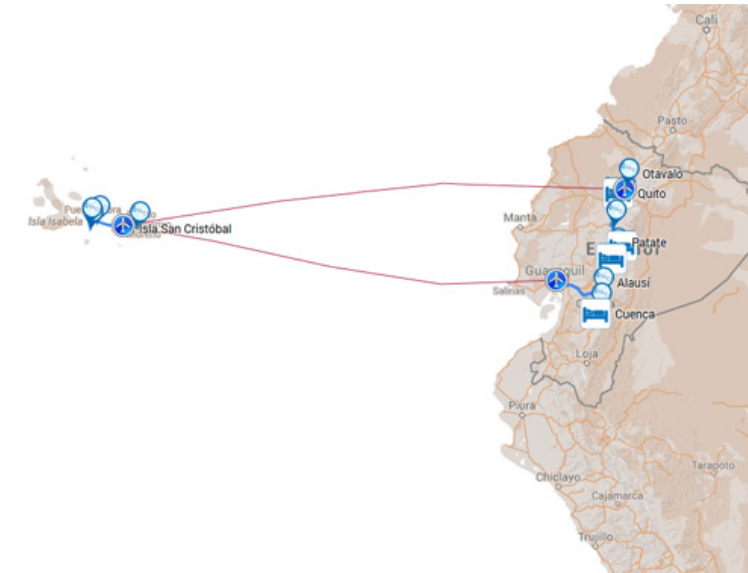 Cali
Pasto
Otavalo
Quito
Isla Isabela
Isla San Cristóbal
Manta
Patate
Salinas
Alausí
Cuenca
Loja
Piura
Chiclayo
Tarapoto
Cajamarca
Trujillo